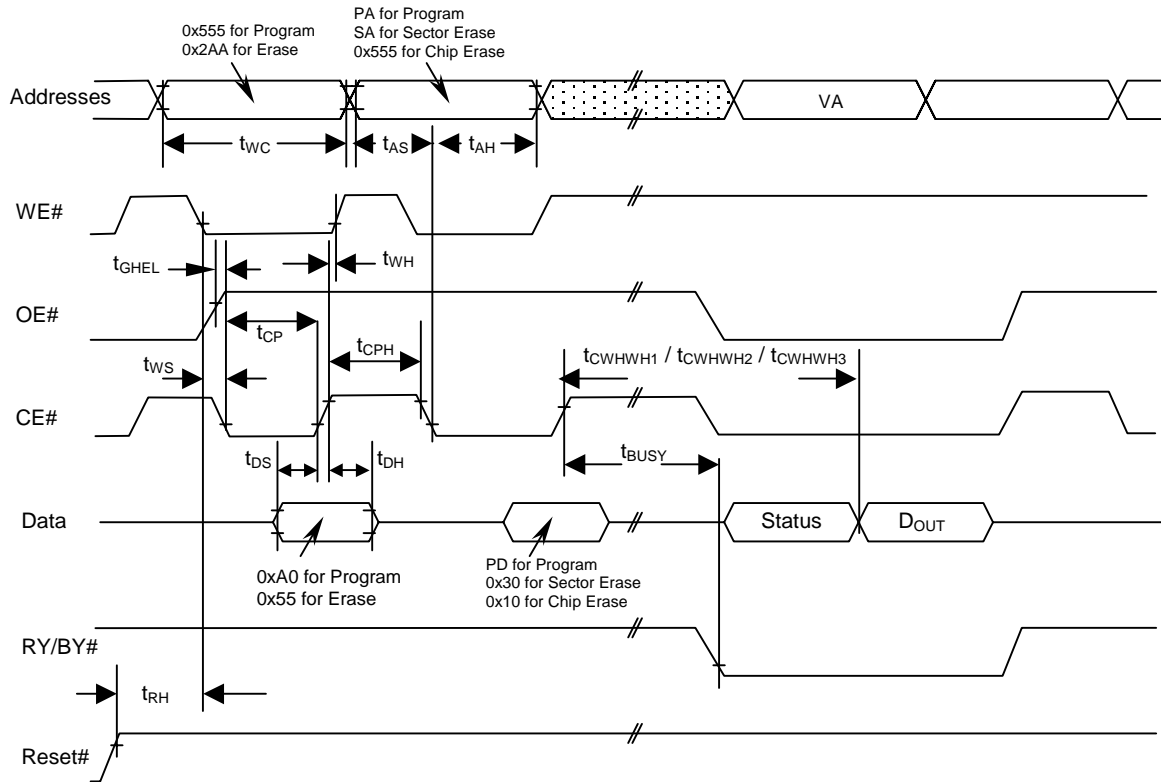 0x555 for Program
0x2AA for Erase
PA for Program
SA for Sector Erase
0x555 for Chip Erase
Addresses
VA
tWC
tAS
tAH
WE#
tGHEL
tWH
OE#
tCP
tCPH
tCWHWH1 / tCWHWH2 / tCWHWH3
tWS
CE#
tBUSY
tDS
tDH
Data
Status
DOUT
0xA0 for Program
0x55 for Erase
PD for Program
0x30 for Sector Erase
0x10 for Chip Erase
RY/BY#
tRH
Reset#